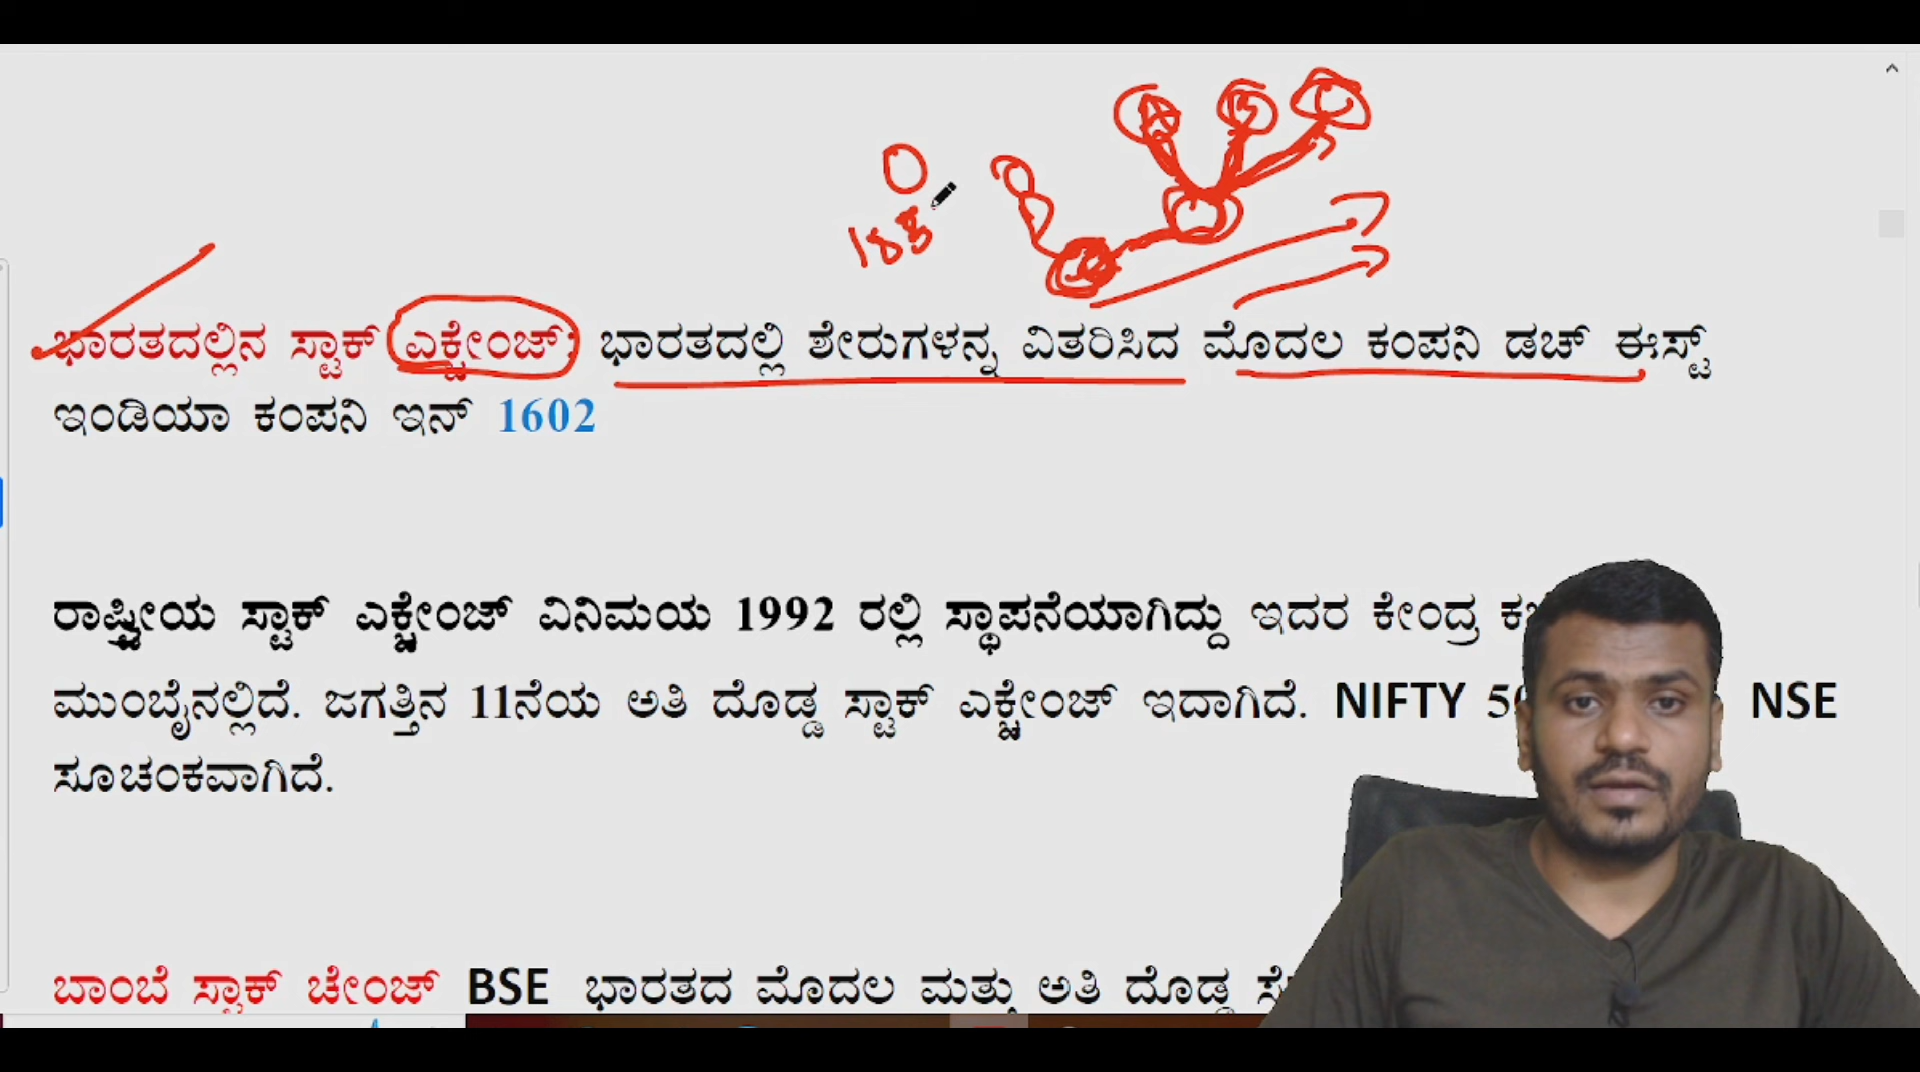 A B C
183
ಭಾರತದಲ್ಲಿನ ಸ್ಟಾಕ್ ಎಕ್ಚೇಂಜ್: ಭಾರತದಲ್ಲಿ ಶೇರುಗಳನ್ನ ವಿತರಿಸಿದ ಮೊದಲ ಕಂಪನಿ ಡಚ್ ಈಸ್ಟ್
ಇಂಡಿಯಾ ಕಂಪನಿ ಇನ್ 1602
ರಾಷ್ಟ್ರೀಯ ಸ್ಟಾಕ್ ಎಕ್ಚೇಂಜ್ ವಿನಿಮಯ 1992 ರಲ್ಲಿ ಸ್ಥಾಪನೆಯಾಗಿದ್ದು ಇದರ ಕೇಂದ್ರ
ಮುಂಬೈನಲ್ಲಿದೆ. ಜಗತ್ತಿನ 11ನೆಯ ಅತಿ ದೊಡ್ಡ ಸ್ಟಾಕ್ ಎಕ್ಚೇಂಜ್ ಇದಾಗಿದೆ. NIFTY NSE
ಸೂಚಂಕವಾಗಿದೆ.
ಬಾಂಬೆ ಸ್ಟಾಕ್ ಚೇಂಜ್ BSE ಭಾರತದ ಮೊದಲ ಮತ್ತು ಅತಿ ದೊಡ್ಡ